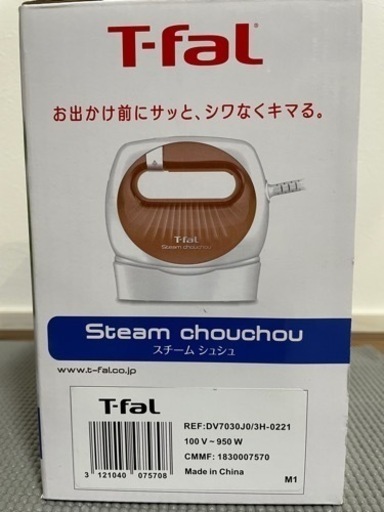 T-fal
お出かけ前にサッと、シワなくキマる。
T-fal
Steam chouchou
Steam chouchou
スチーム シュシュ
www.t-fal.co.jp
T-fal
REF:DV7030J0/3H-0221
100 V ~ 950 W
CMMF: 1830007570
Made in China
3 121040 075708
M1